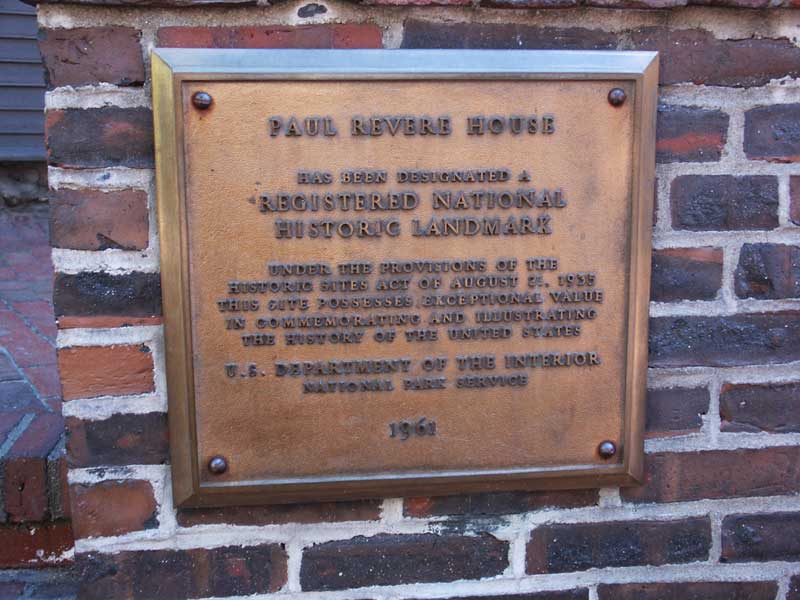 PAUL REVERE HOUSE
HAS BEEN DESIGNATED A
REGISTERED NATIONAL
HISTORIC LANDMARK
UNDER THE PROVISIONS OF THE
HISTORIC SITES ACT OF AUGUST 21, 1935
THIS SITE POSSESSES EXCEPTIONAL VALUE
IN COMMEMORATING AND ILLUSTRATING
THE HISTORY OF THE UNITED STATES
U.S. DEPARTMENT OF THE INTERIOR
NATIONAL PARK SERVICE
1961